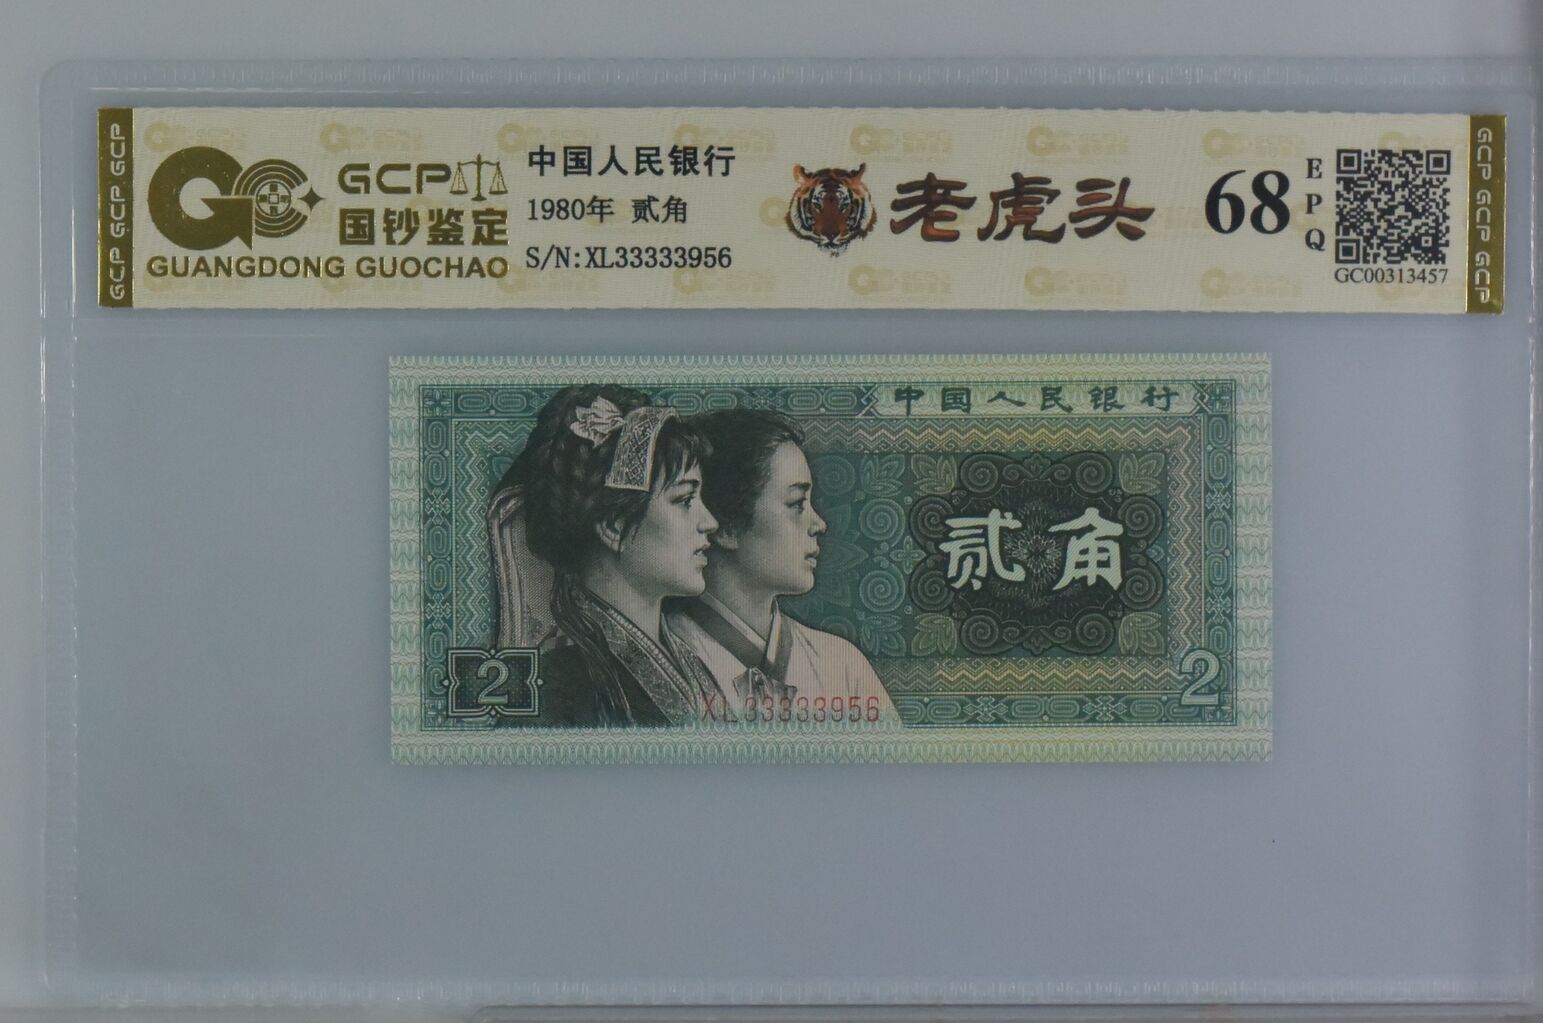 GCP GCP GCP
GCP
国钞鉴定
GUANGDONG GUOCHAO
中国人民银行
1980年 贰角
S/N:XL33333956
老虎头
68
EPQ
GC00313457
GCP GCP GCP
中国人民银行
贰角
2
2
XL33333956